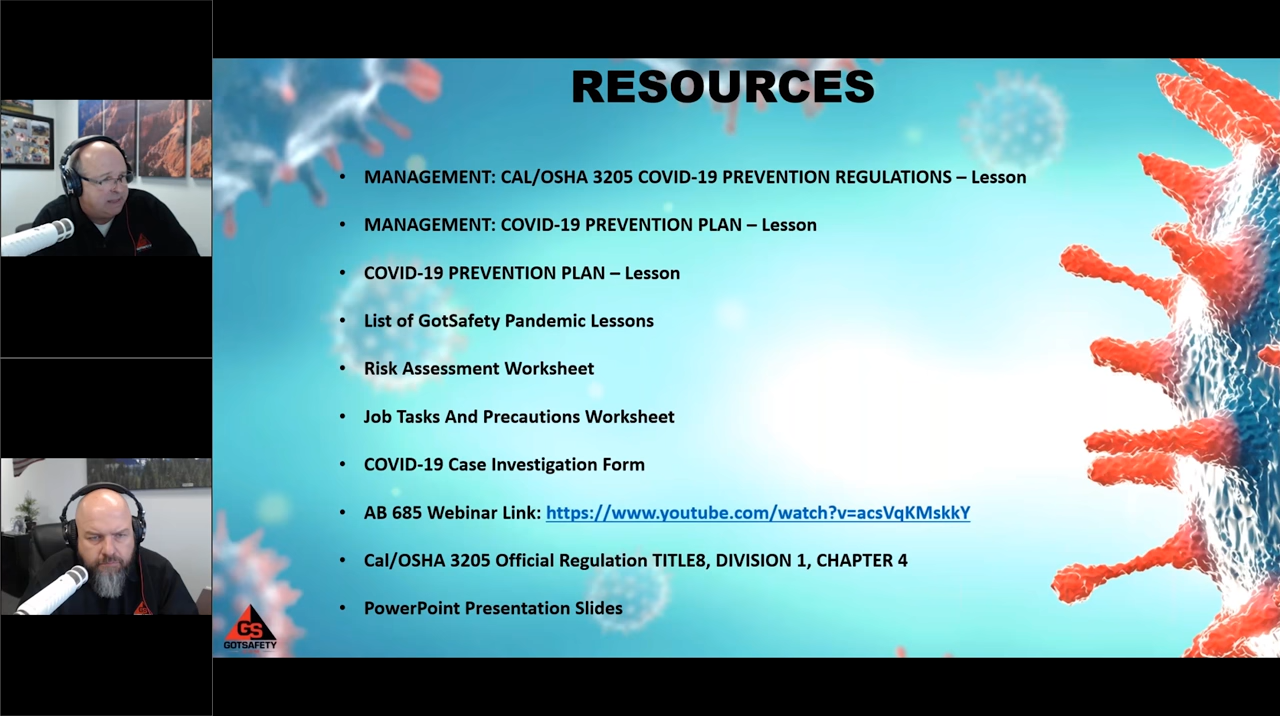 RESOURCES
• MANAGEMENT: CAL/OSHA 3205 COVID-19 PREVENTION REGULATIONS – Lesson
• MANAGEMENT: COVID-19 PREVENTION PLAN – Lesson
• COVID-19 PREVENTION PLAN – Lesson
• List of GotSafety Pandemic Lessons
• Risk Assessment Worksheet
• Job Tasks And Precautions Worksheet
• COVID-19 Case Investigation Form
• AB 685 Webinar Link: https://www.youtube.com/watch?v=acsVqKMskkY
• Cal/OSHA 3205 Official Regulation TITLE8, DIVISION 1, CHAPTER 4
• PowerPoint Presentation Slides
GS
GOTSAFETY